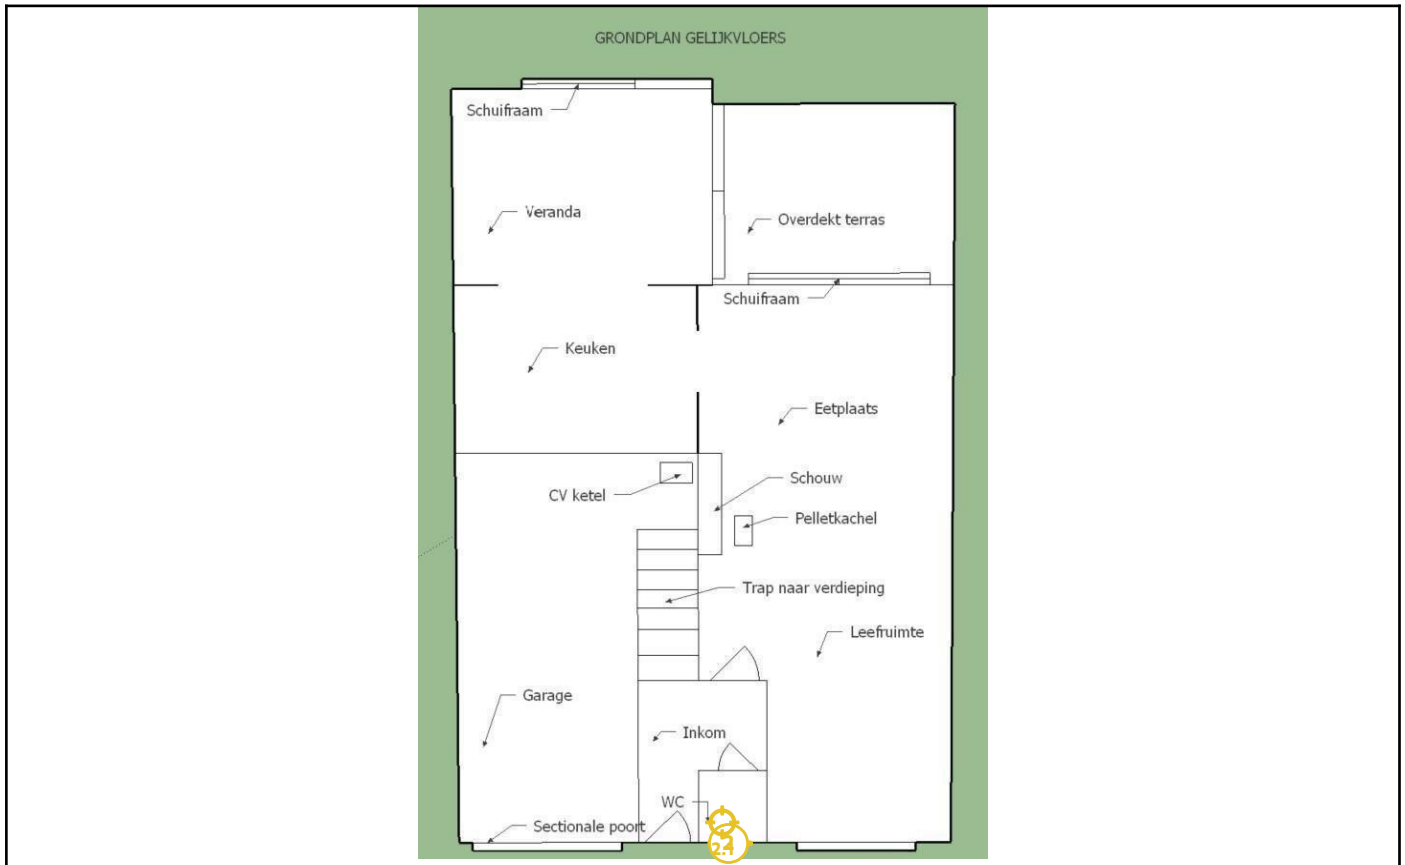 GRONDPLAN GELIJKVLOERS
Schuifraam
Veranda
Overdekt terras
Schuifraam
Keuken
Eetplaats
Schouw
CV ketel
Pelletkachel
Trap naar verdieping
Leefruimte
Garage
Inkom
WC
Sectionale poort